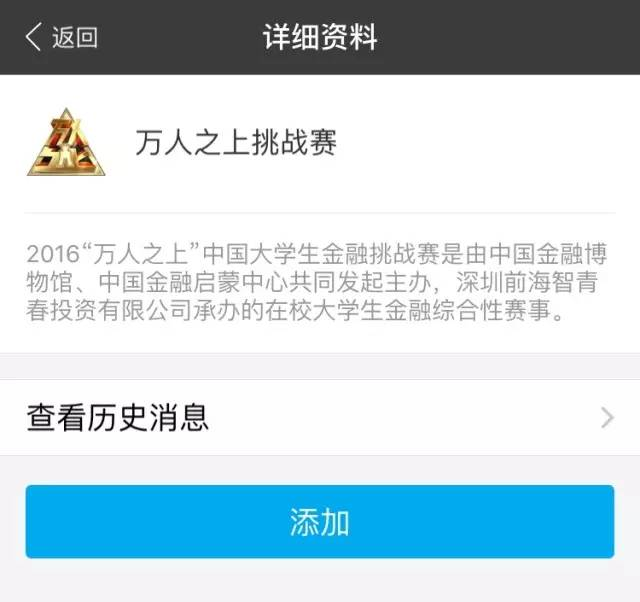 返回
详细资料
万人之上挑战赛
2016“万人之上”中国大学生金融挑战赛是由中国金融博
物馆、中国金融启蒙中心共同发起主办，深圳前海智青
春投资有限公司承办的在校大学生金融综合性赛事。
查看历史消息
添加